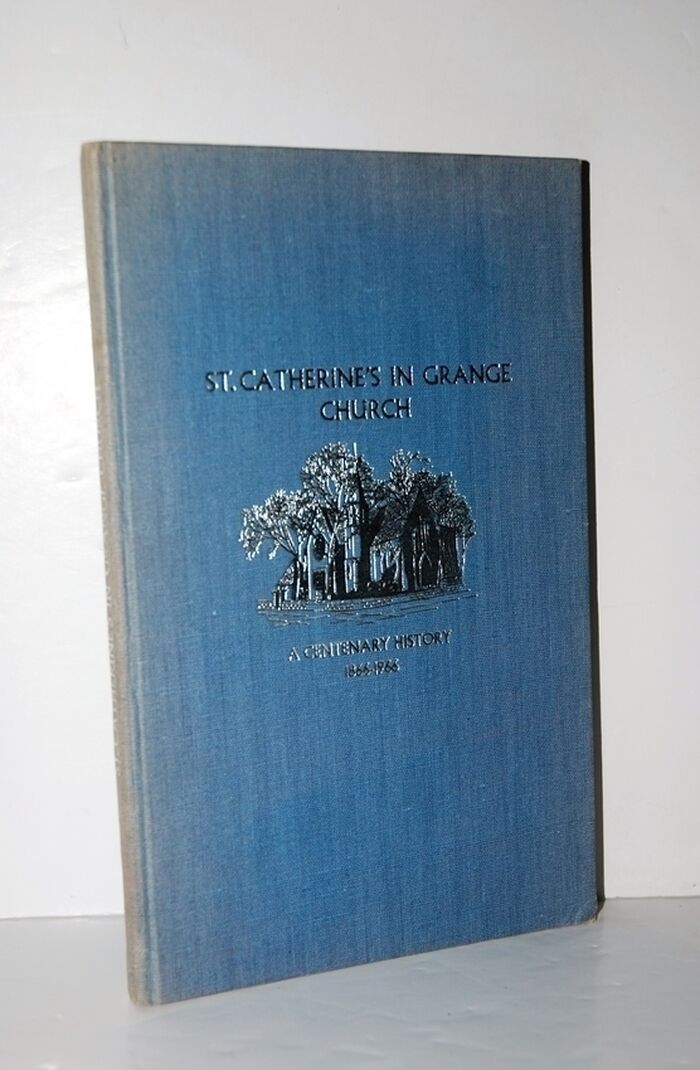 ST. CATHERINE'S IN GRANGE
CHURCH
A CENTENARY HISTORY
1866-1966